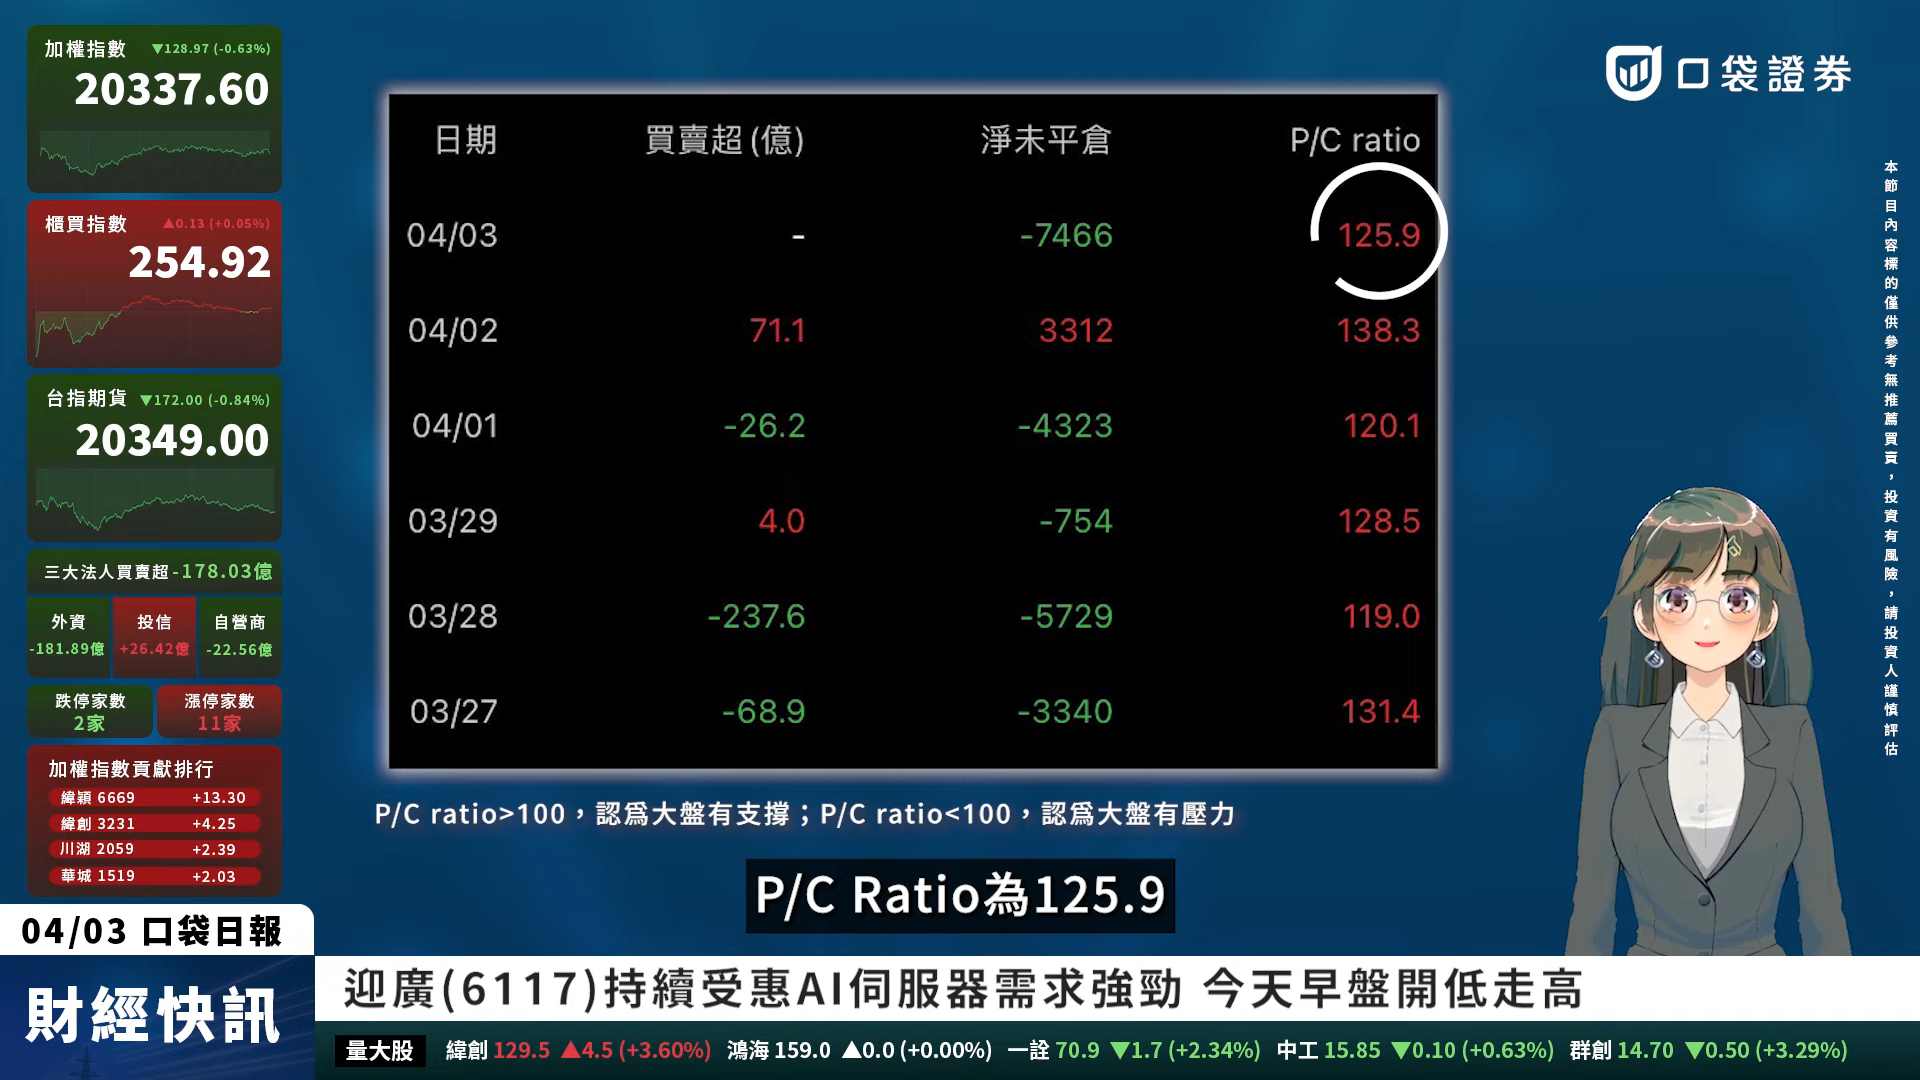 加權指數 ▼128.97 (-0.63%)
20337.60
櫃買指數 ▲0.13 (+0.05%)
254.92
台指期貨 ▼172.00 (-0.84%)
20349.00
三大法人買賣超 -178.03億
外資 投信 自營商
-181.89億 +26.42億 -22.56億
跌停家數 漲停家數
2家 11家
加權指數貢獻排行
緯穎 6669 +13.30
緯創 3231 +4.25
川湖 2059 +2.39
華城 1519 +2.03
04/03 口袋日報
財經快訊
口袋證券
日期 買賣超(億) 淨未平倉 P/C ratio
04/03 - -7466 125.9
04/02 71.1 3312 138.3
04/01 -26.2 -4323 120.1
03/29 4.0 -754 128.5
03/28 -237.6 -5729 119.0
03/27 -68.9 -3340 131.4
P/C ratio>100，認爲大盤有支撐；P/C ratio<100，認爲大盤有壓力
P/C Ratio為125.9
本節目內容標的僅供參考無推薦買賣，投資有風險，請投資人謹慎評估
迎廣(6117)持續受惠AI伺服器需求強勁 今天早盤開低走高
量大股 緯創 129.5 ▲4.5 (+3.60%) 鴻海 159.0 ▲0.0 (+0.00%) 一詮 70.9 ▼1.7 (+2.34%) 中工 15.85 ▼0.10 (+0.63%) 群創 14.70 ▼0.50 (+3.29%)